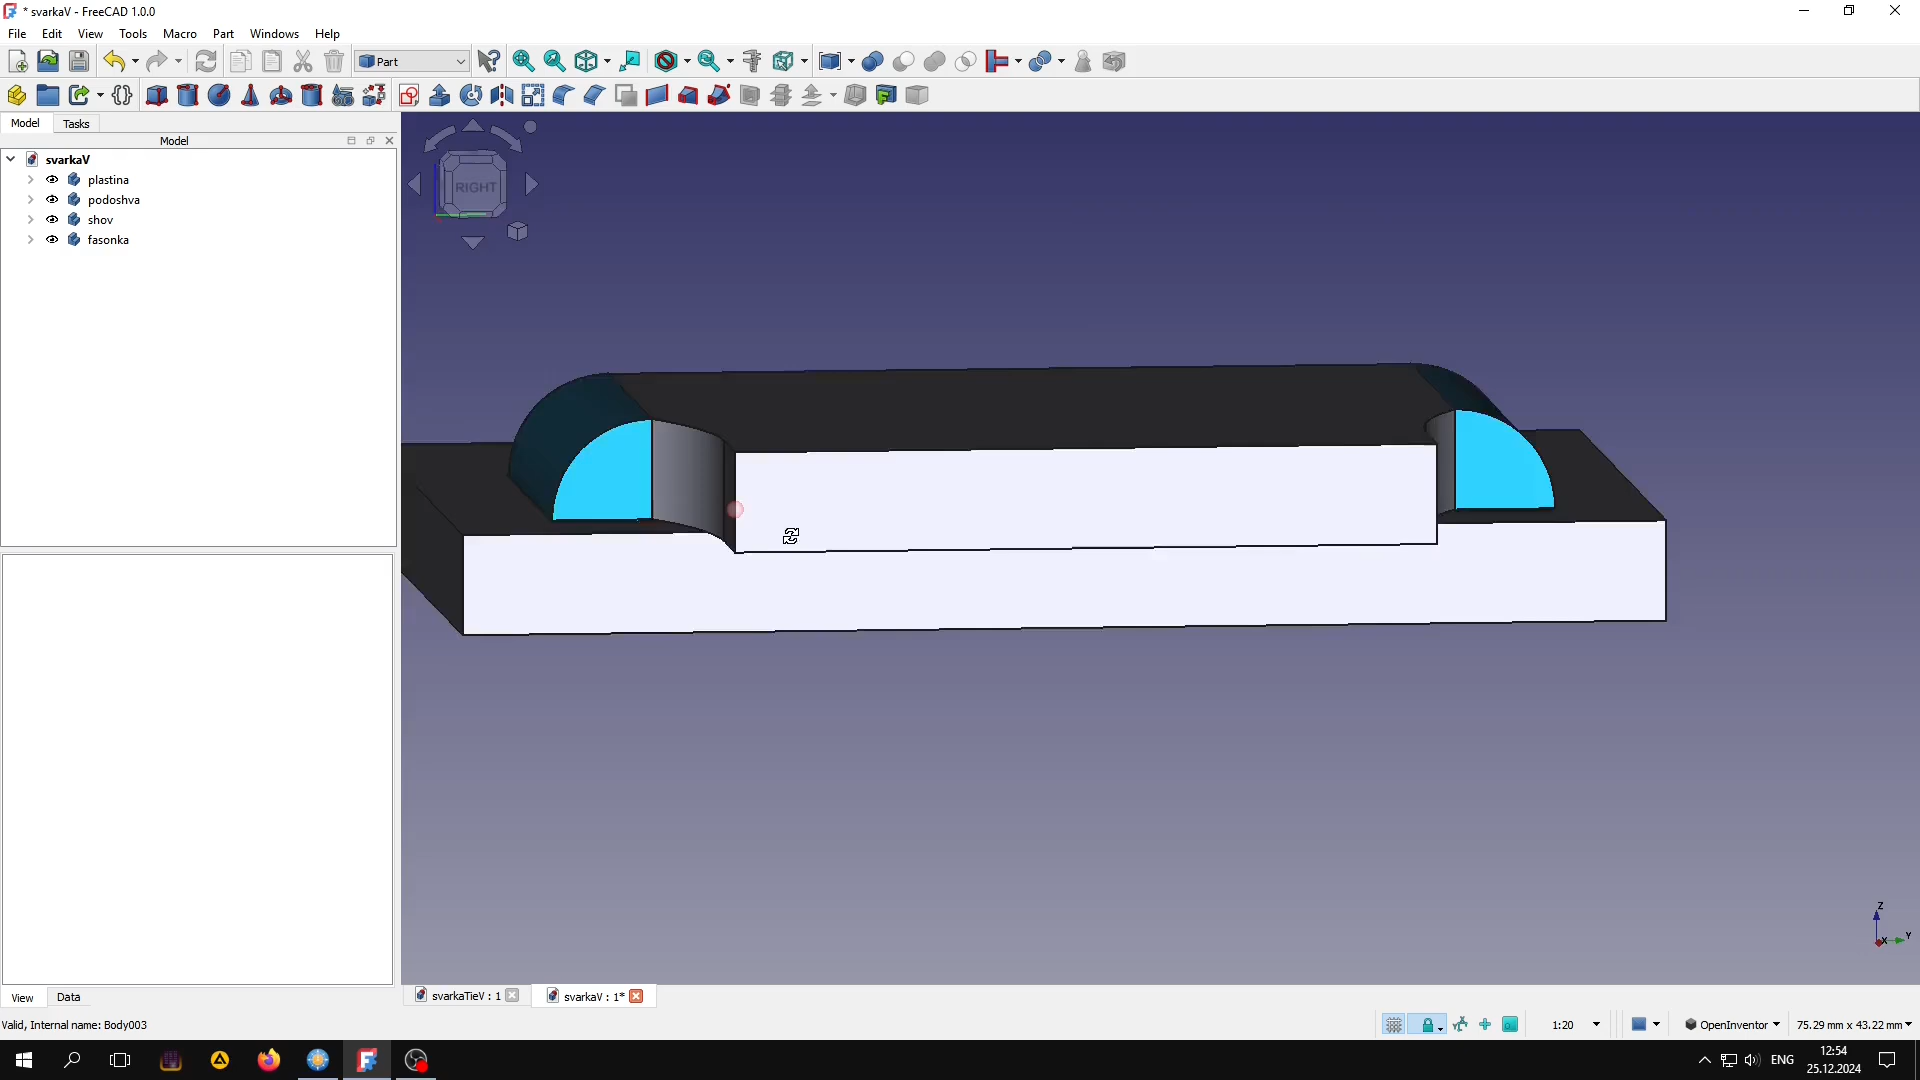 * svarkaV - FreeCAD 1.0.0
File Edit View Tools Macro Part Windows Help
Part
Model Tasks
Model
svarkaV
plastina
podoshva
shov
fasonka
RIGHT
Z
Y
X
View Data
svarkaTieV : 1
svarkaV : 1*
Valid, Internal name: Body003
1:20
OpenInventor
75.29 mm x 43.22 mm
ENG
12:54
25.12.2024